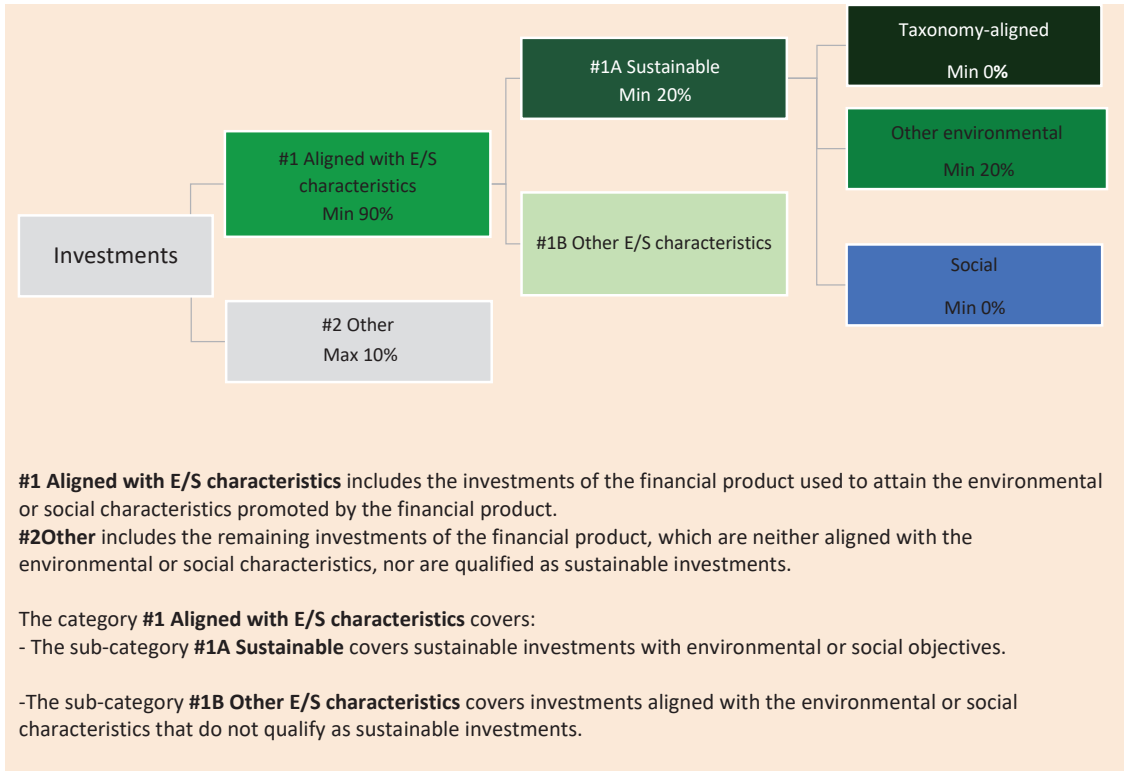 Investments
#1 Aligned with E/S
characteristics
Min 90%
#2 Other
Max 10%
#1A Sustainable
Min 20%
#1B Other E/S characteristics
Taxonomy-aligned
Min 0%
Other environmental
Min 20%
Social
Min 0%
#1 Aligned with E/S characteristics includes the investments of the financial product used to attain the environmental
or social characteristics promoted by the financial product.
#2Other includes the remaining investments of the financial product, which are neither aligned with the
environmental or social characteristics, nor are qualified as sustainable investments.
The category #1 Aligned with E/S characteristics covers:
- The sub-category #1A Sustainable covers sustainable investments with environmental or social objectives.
-The sub-category #1B Other E/S characteristics covers investments aligned with the environmental or social
characteristics that do not qualify as sustainable investments.